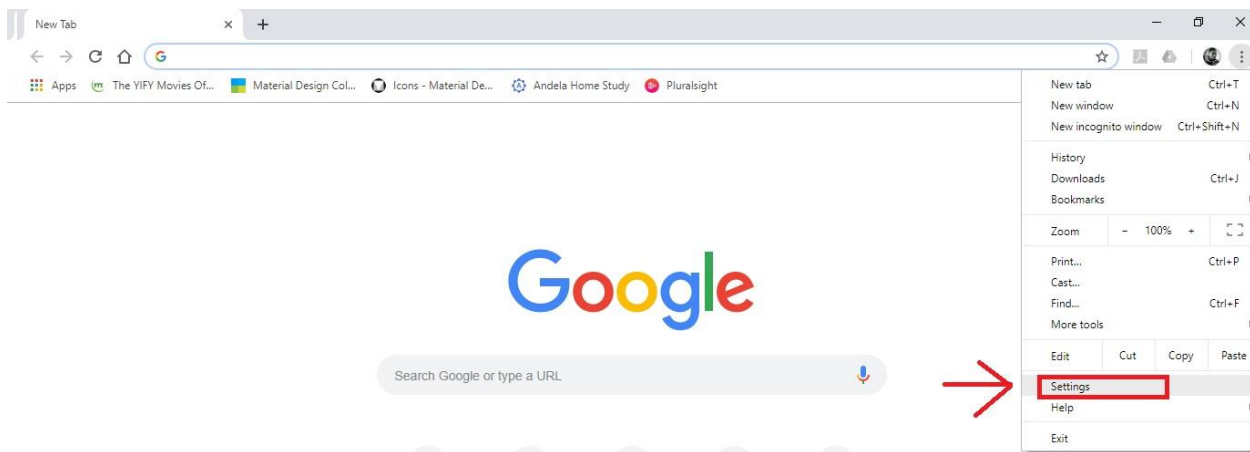 New Tab
Apps The YIFY Movies Of... Material Design Col... Icons - Material De... Andela Home Study Pluralsight
Google
Search Google or type a URL
New tab Ctrl+T
New window Ctrl+N
New incognito window Ctrl+Shift+N
History
Downloads Ctrl+J
Bookmarks
Zoom - 100% +
Print... Ctrl+P
Cast...
Find... Ctrl+F
More tools
Edit Cut Copy Paste
Settings
Help
Exit